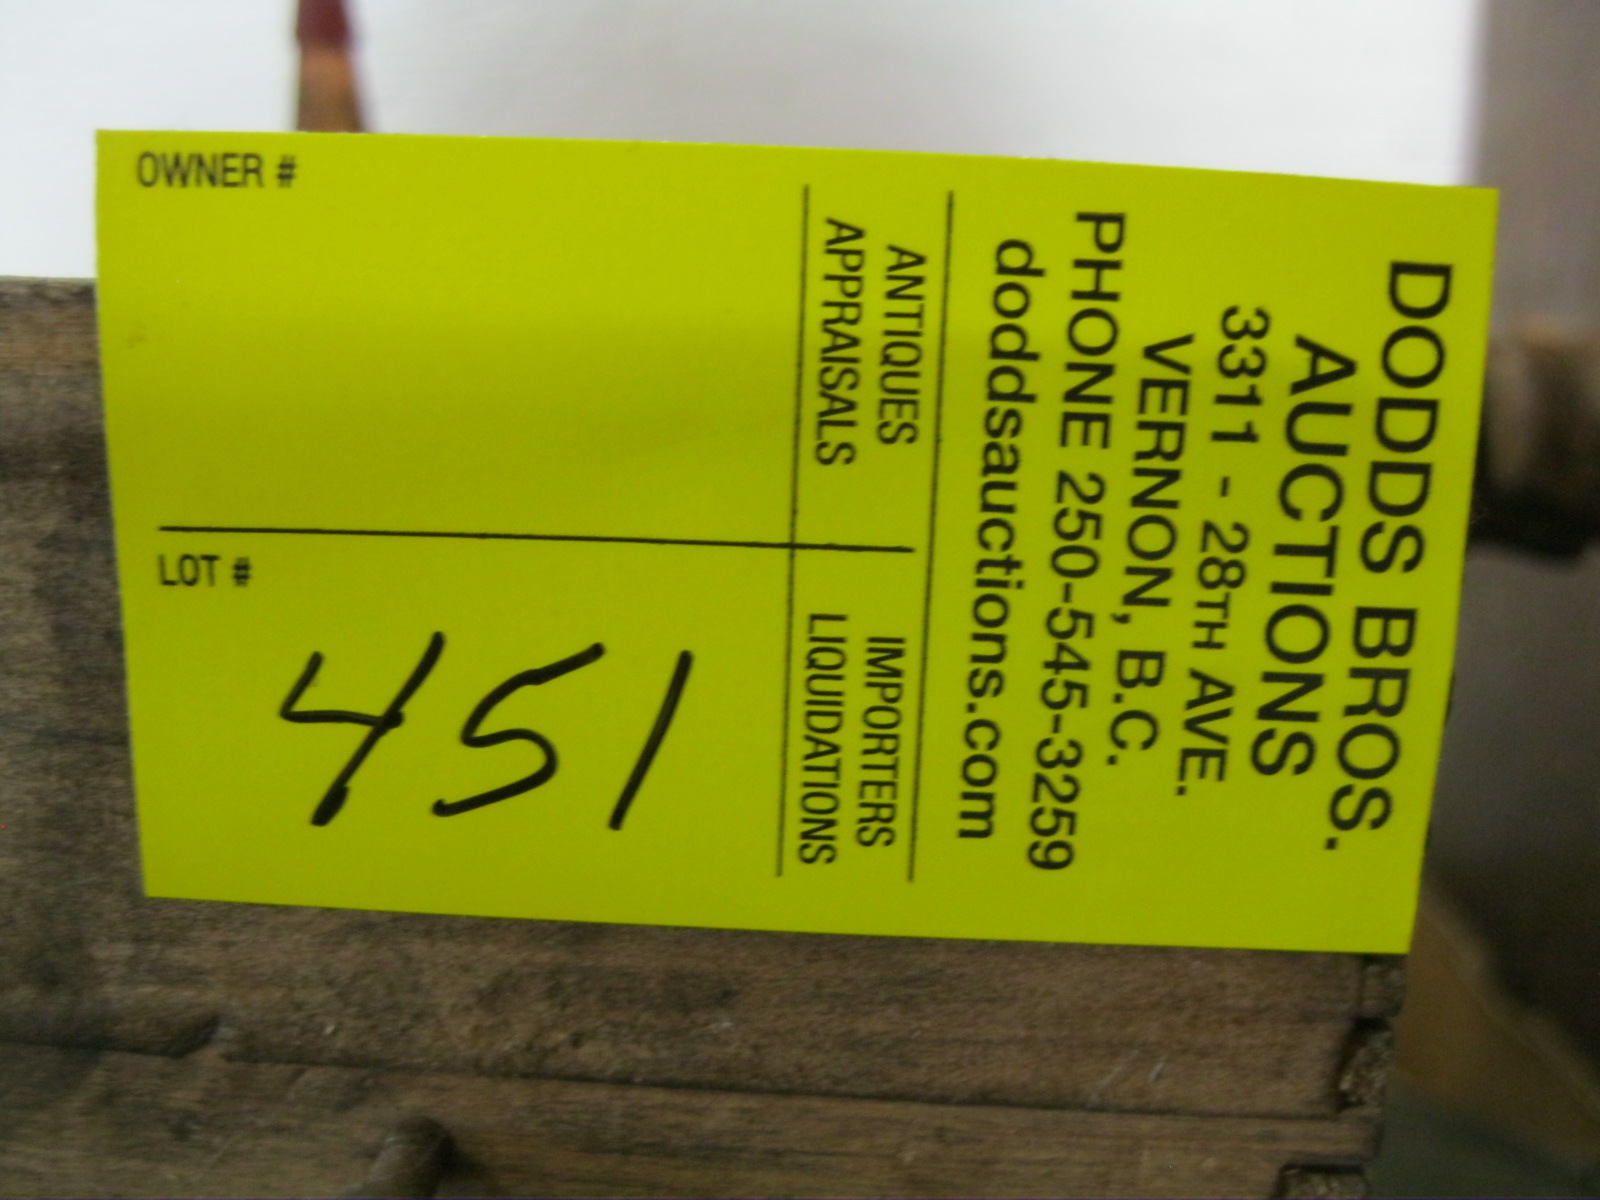 DODDS BROS.
AUCTIONS
3311 - 28TH AVE.
VERNON, B.C.
PHONE 250-545-3259
doddsauctions.com
ANTIQUES
APPRAISALS
IMPORTERS
LIQUIDATIONS
OWNER #
LOT #
451